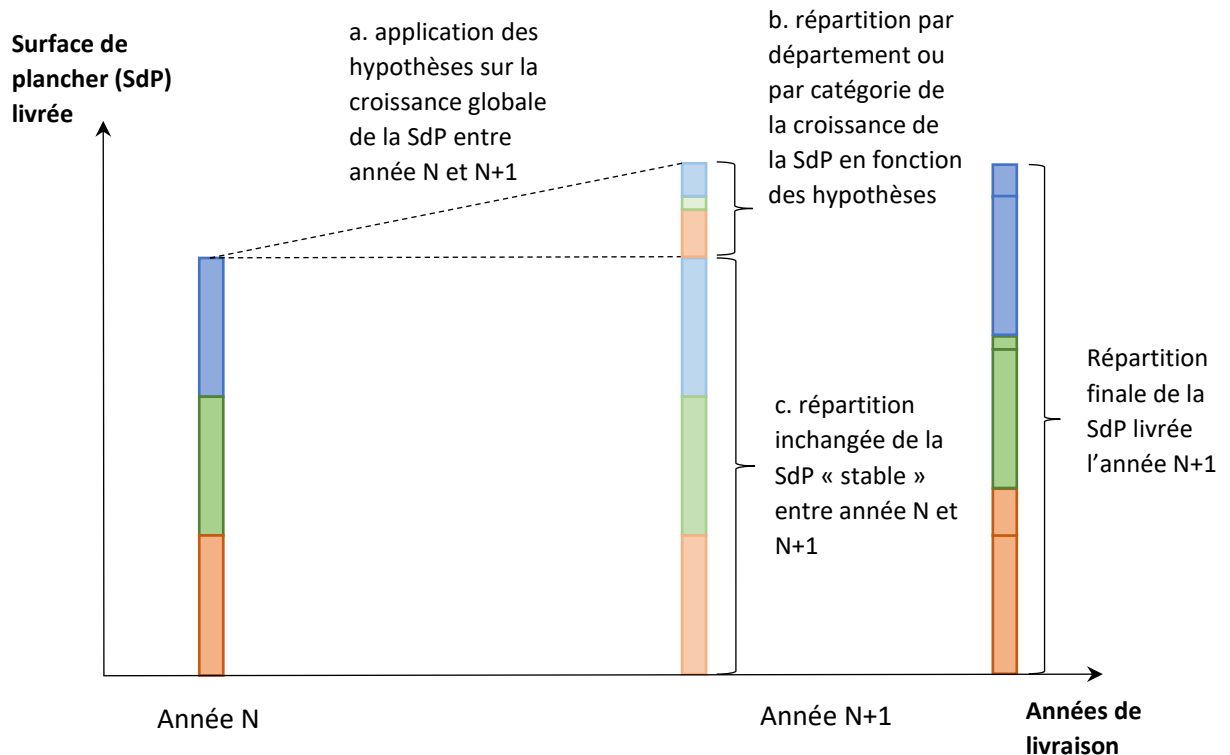 Surface de
plancher (SdP)
livrée
a. application des
hypothèses sur la
croissance globale
de la SdP entre
année N et N+1
b. répartition par
département ou
par catégorie de
la croissance de
la SdP en fonction
des hypothèses
c. répartition
inchangée de la
SdP « stable »
entre année N et
N+1
Répartition
finale de la
SdP livrée
l’année N+1
Année N
Année N+1
Années de
livraison